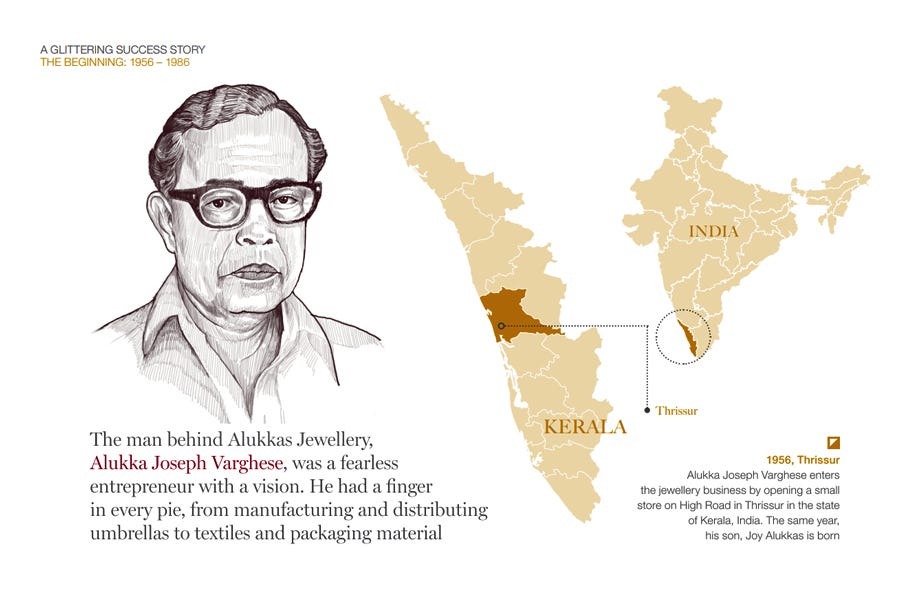 A GLITTERING SUCCESS STORY
THE BEGINNING: 1956 – 1986
INDIA
KERALA
Thrissur
The man behind Alukkas Jewellery,
Alukka Joseph Varghese, was a fearless
entrepreneur with a vision. He had a finger
in every pie, from manufacturing and distributing
umbrellas to textiles and packaging material
1956, Thrissur
Alukka Joseph Varghese enters
the jewellery business by opening a small
store on High Road in Thrissur in the state
of Kerala, India. The same year,
his son, Joy Alukkas is born